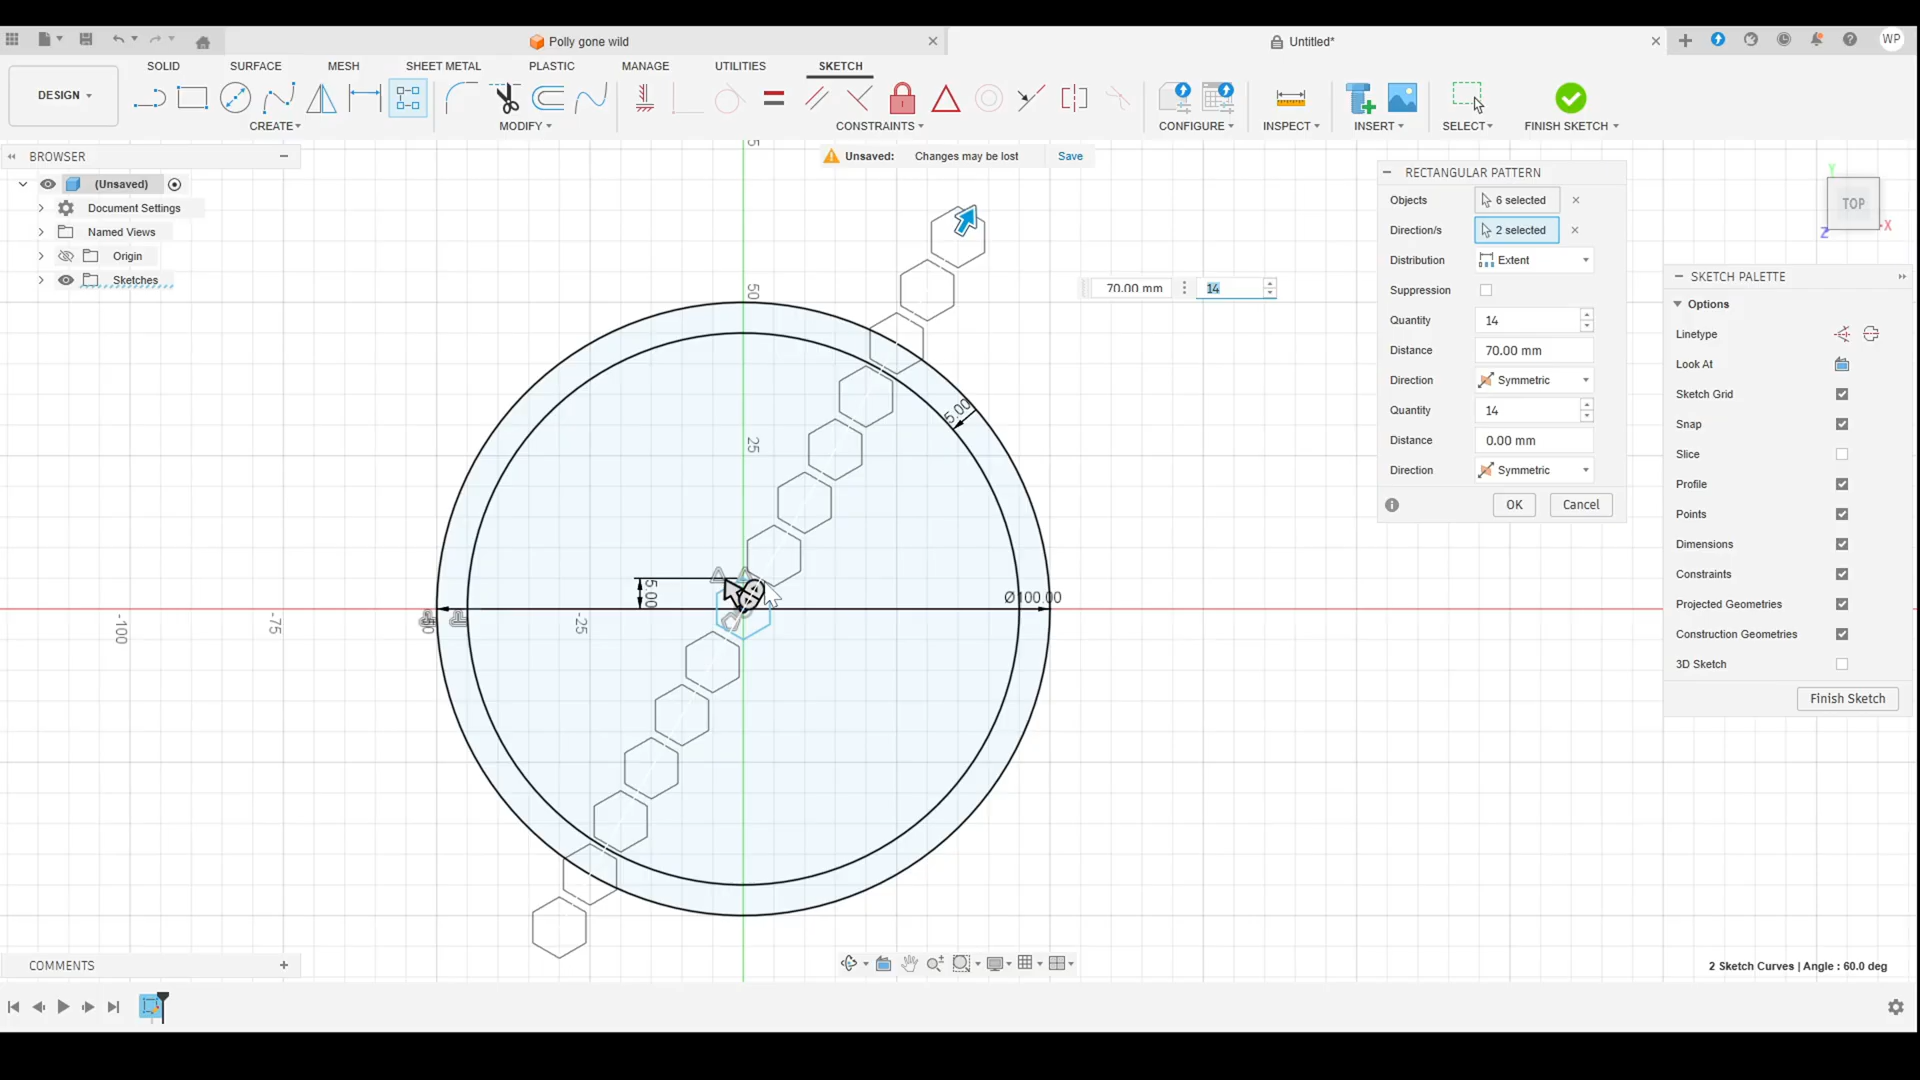 Polly gone wild
Untitled*
WP
DESIGN
SOLID
SURFACE
MESH
SHEET METAL
PLASTIC
MANAGE
UTILITIES
SKETCH
CREATE
MODIFY
CONSTRAINTS
CONFIGURE
INSPECT
INSERT
SELECT
FINISH SKETCH
BROWSER
Unsaved: Changes may be lost Save
(Unsaved)
Document Settings
Named Views
Origin
Sketches
RECTANGULAR PATTERN
Objects 6 selected
Direction/s 2 selected
Distribution Extent
Suppression
Quantity 14
Distance 70.00 mm
Direction Symmetric
Quantity 14
Distance 0.00 mm
Direction Symmetric
OK Cancel
70.00 mm 14
TOP
Y
X
Z
SKETCH PALETTE
Options
Linetype
Look At
Sketch Grid
Snap
Slice
Profile
Points
Dimensions
Constraints
Projected Geometries
Construction Geometries
3D Sketch
Finish Sketch
50
25
5.00
5.00
Ø100.00
-100
-75
-25
COMMENTS
2 Sketch Curves | Angle : 60.0 deg